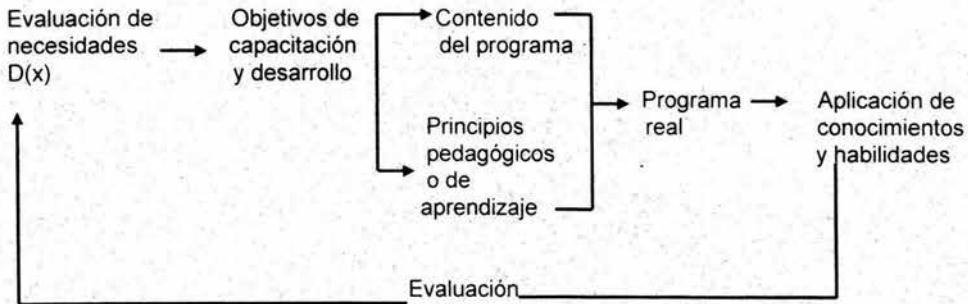 Evaluación de
necesidades
D(x)
Objetivos de
capacitación
y desarrollo
Contenido
del programa
Principios
pedagógicos
o de
aprendizaje
Programa
real
Aplicación de
conocimientos
y habilidades
Evaluación